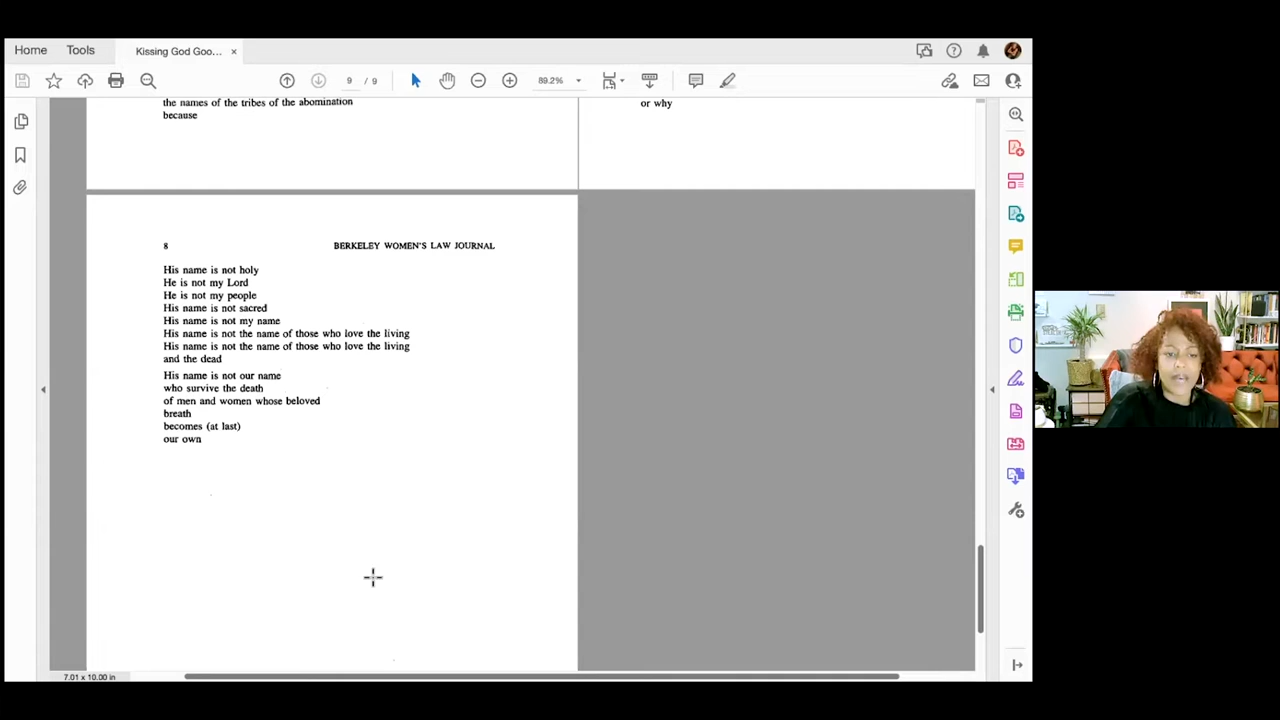 Home
Tools
Kissing God Goo... ×
9 / 9
89.2%
the names of the tribes of the abomination
because
or why
8
BERKELEY WOMEN'S LAW JOURNAL
His name is not holy
He is not my Lord
He is not my people
His name is not sacred
His name is not my name
His name is not the name of those who love the living
His name is not the name of those who love the living
and the dead
His name is not our name
who survive the death
of men and women whose beloved
breath
becomes (at last)
our own
7.01 x 10.00 in